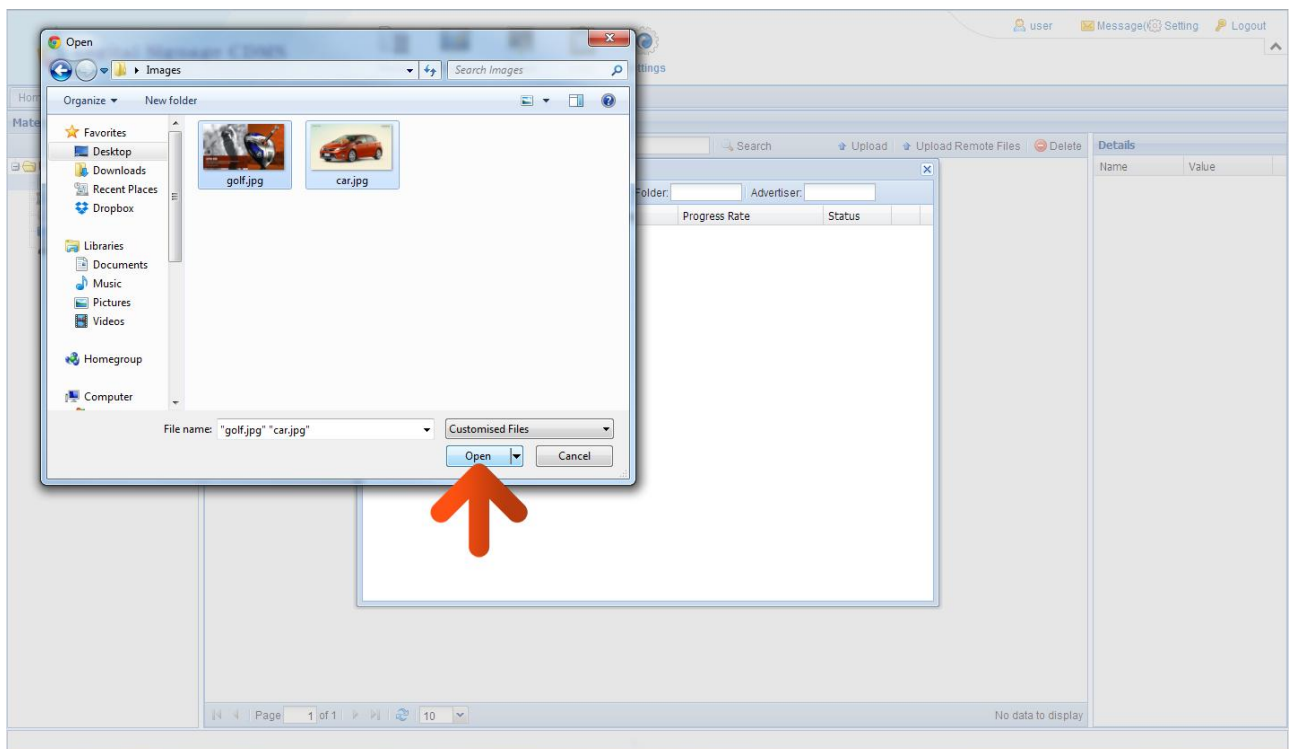 Open
user Message( Setting Logout
Images Search Images
ttings
Organize New folder
Hom
Mate
Favorites
Desktop
Downloads
Recent Places
Dropbox
Libraries
Documents
Music
Pictures
Videos
Homegroup
Computer
golf.jpg car.jpg
File name: "golf.jpg" "car.jpg" Customised Files
Open Cancel
Search Upload Upload Remote Files Delete
Folder: Advertiser:
Progress Rate Status
Details
Name Value
Page 1 of 1 10 No data to display